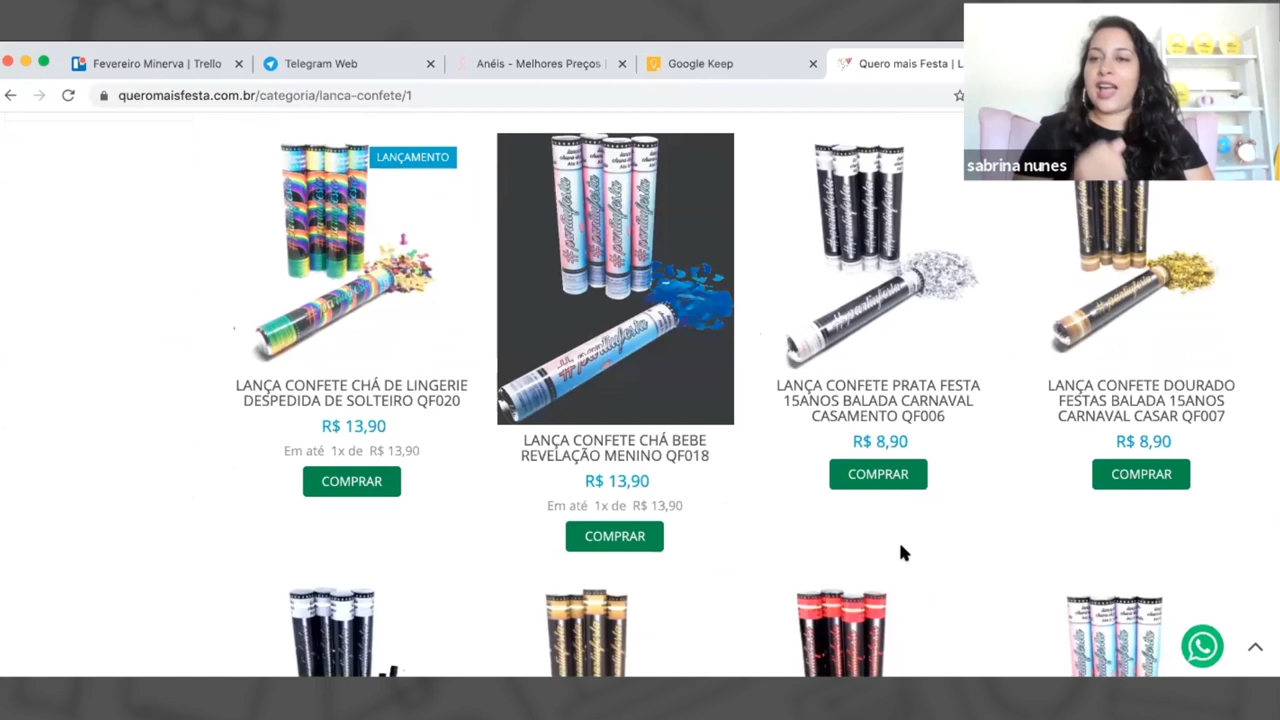 Fevereiro Minerva | Trello
Telegram Web
Anéis - Melhores Preços |
Google Keep
Quero mais Festa | L
queromaisfesta.com.br/categoria/lanca-confete/1
sabrina nunes
LANÇAMENTO
#partiufesta
#partiufesta
#partiufesta
#partiufesta
LANÇA CONFETE CHÁ DE LINGERIE
DESPEDIDA DE SOLTEIRO QF020
R$ 13,90
Em até 1x de R$ 13,90
COMPRAR
LANÇA CONFETE CHÁ BEBE
REVELAÇÃO MENINO QF018
R$ 13,90
Em até 1x de R$ 13,90
COMPRAR
LANÇA CONFETE PRATA FESTA
15ANOS BALADA CARNAVAL
CASAMENTO QF006
R$ 8,90
COMPRAR
LANÇA CONFETE DOURADO
FESTAS BALADA 15ANOS
CARNAVAL CASAR QF007
R$ 8,90
COMPRAR